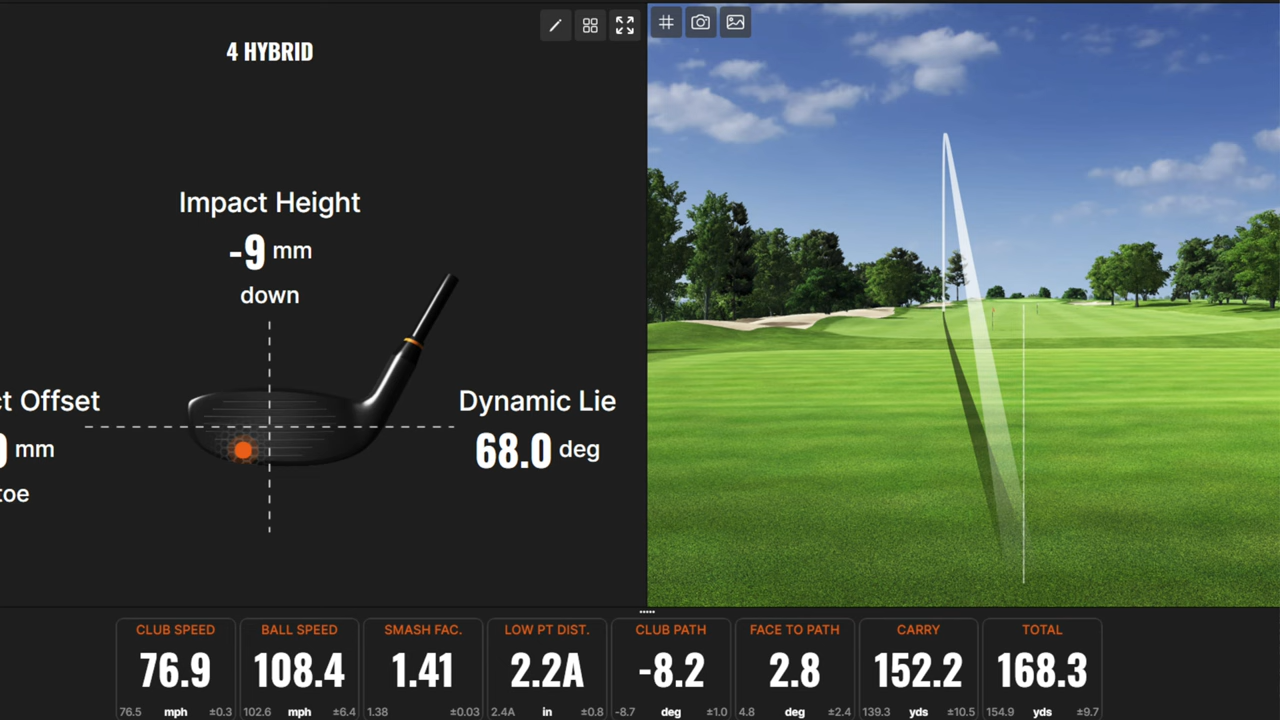 4 HYBRID
Impact Height
-9 mm
down
t Offset
mm
toe
Dynamic Lie
68.0 deg
CLUB SPEED
76.9
76.5 mph ±0.3
BALL SPEED
108.4
102.6 mph ±6.4
SMASH FAC.
1.41
1.38 ±0.03
LOW PT DIST.
2.2A
2.4A in ±0.8
CLUB PATH
-8.2
-8.7 deg ±1.0
FACE TO PATH
2.8
4.8 deg ±2.4
CARRY
152.2
139.3 yds ±10.5
TOTAL
168.3
154.9 yds ±9.7